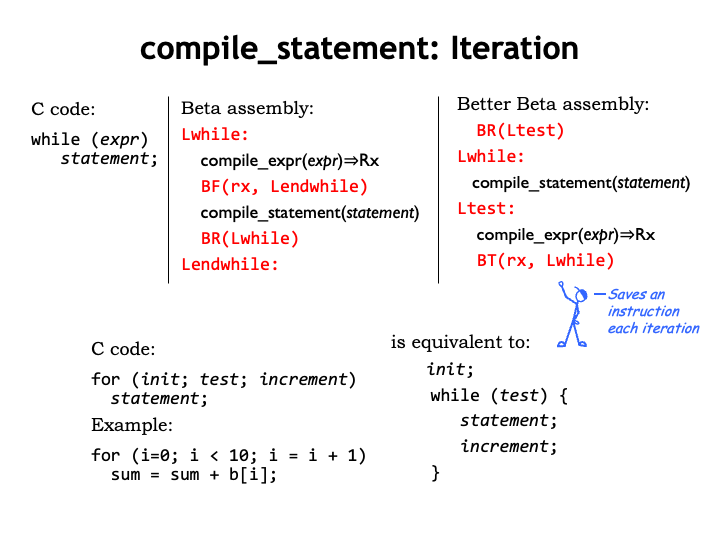 compile_statement: Iteration
C code:
while (expr)
statement;
Beta assembly:
Lwhile:
compile_expr(expr)⇒Rx
BF(rx, Lendwhile)
compile_statement(statement)
BR(Lwhile)
Lendwhile:
Better Beta assembly:
BR(Ltest)
Lwhile:
compile_statement(statement)
Ltest:
compile_expr(expr)⇒Rx
BT(rx, Lwhile)
Saves an
instruction
each iteration
C code:
for (init; test; increment)
statement;
Example:
for (i=0; i < 10; i = i + 1)
sum = sum + b[i];
is equivalent to:
init;
while (test) {
statement;
increment;
}